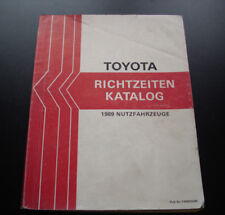 TOYOTA
RICHTZEITEN
KATALOG
1989 NUTZFAHRZEUGE